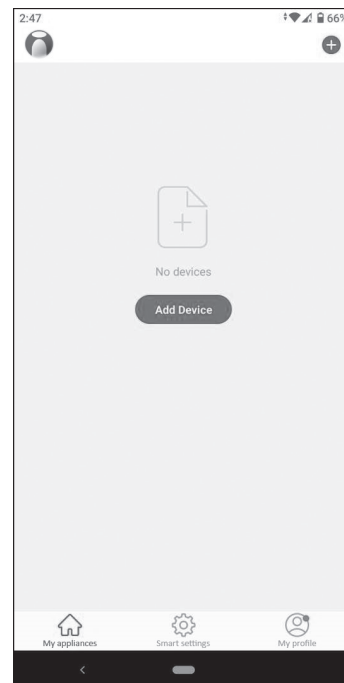 2:47
66%
No devices
Add Device
My appliances
Smart settings
My profile